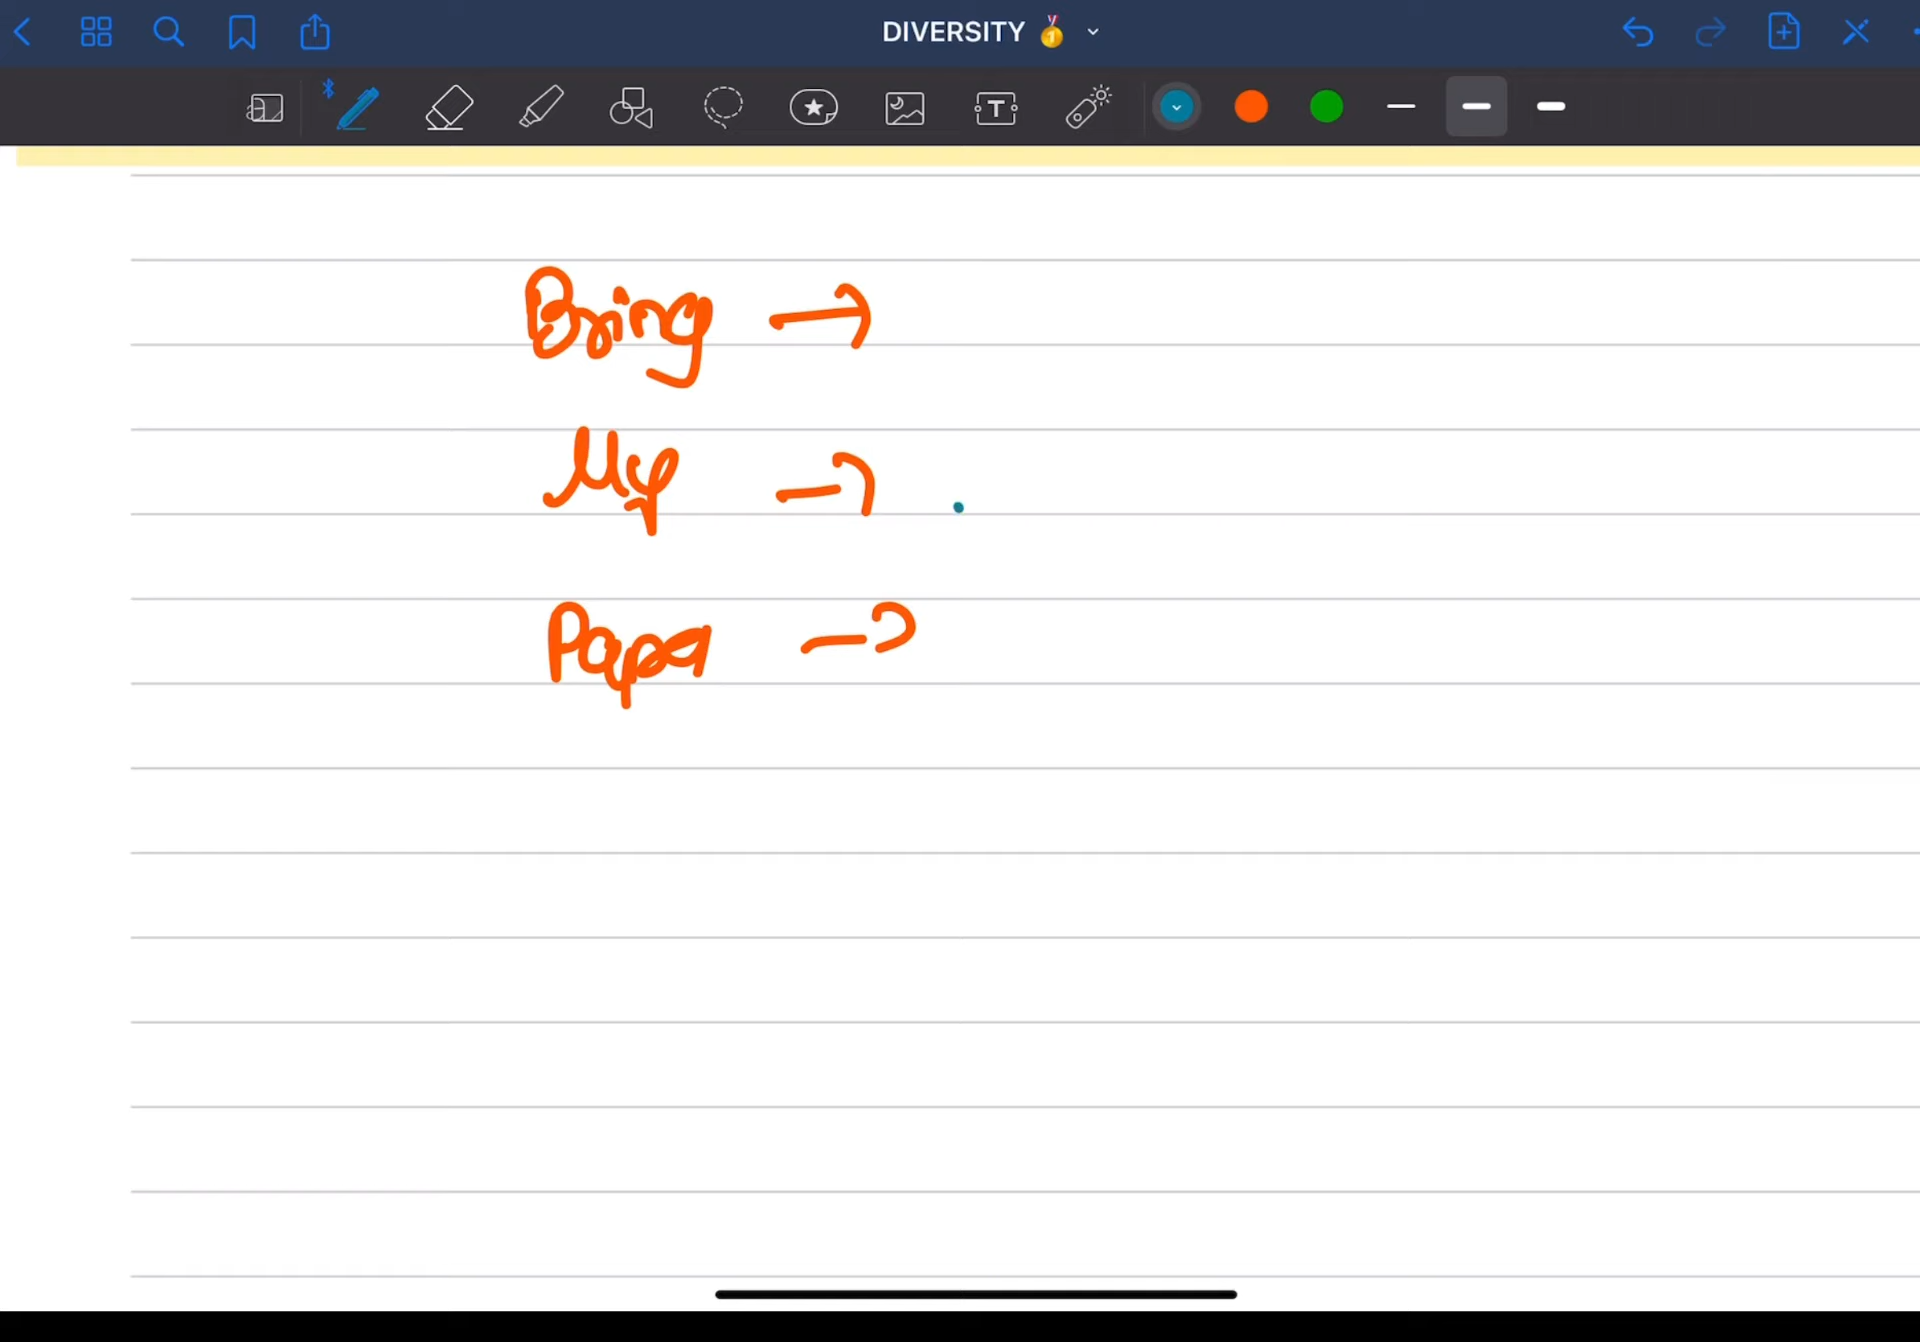 DIVERSITY 🥇
Bring →
My →
Papa →